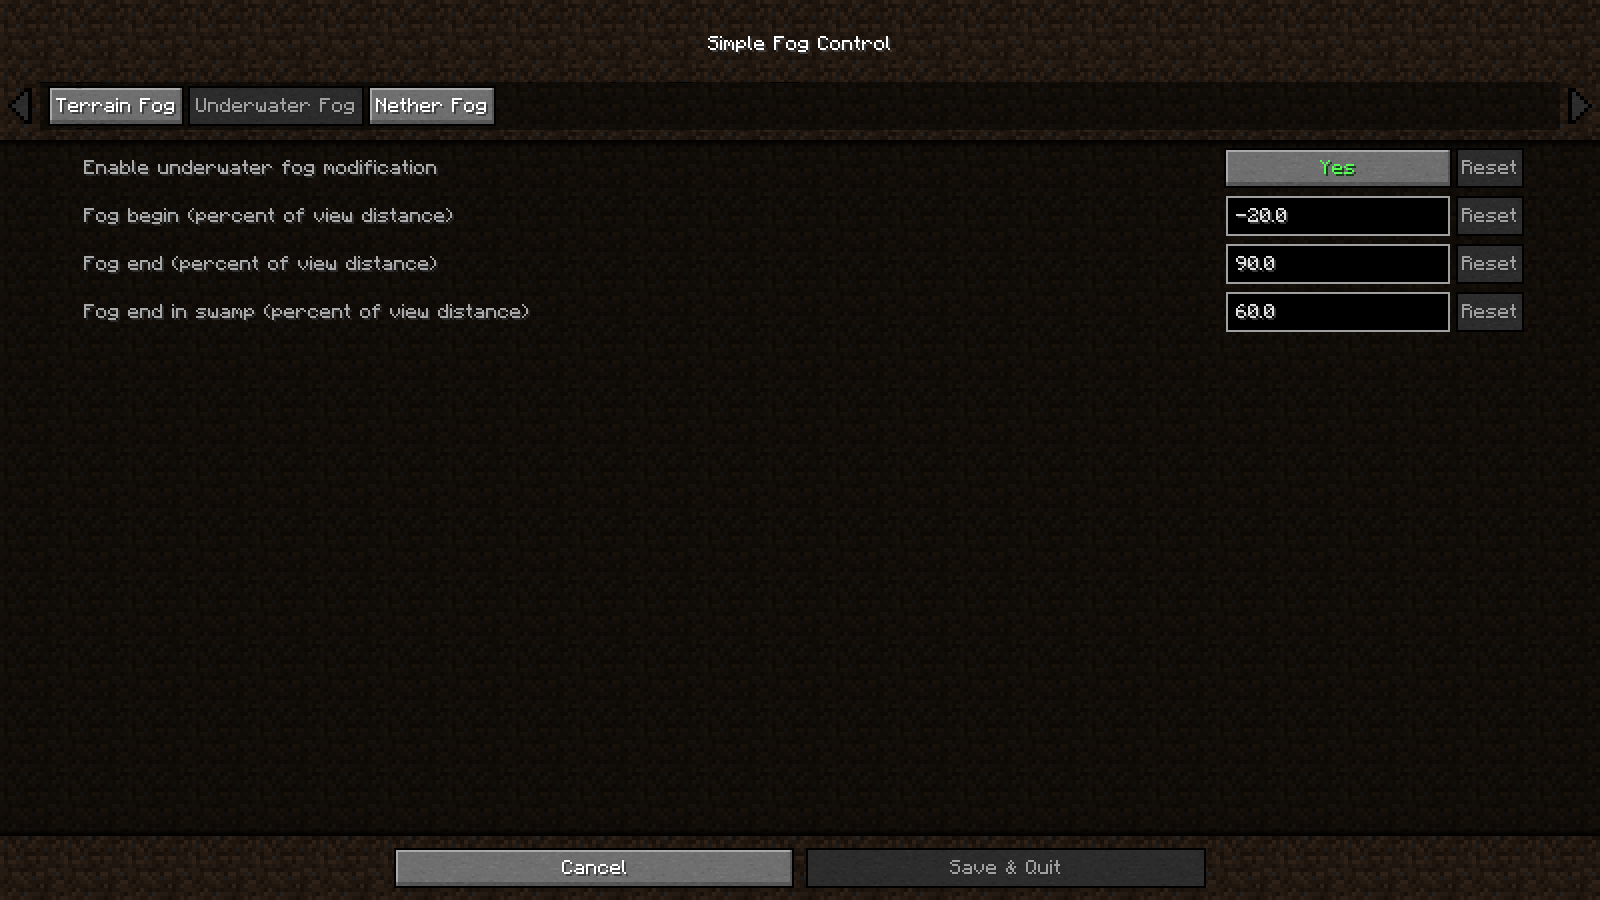 Simple Fog Control
Terrain Fog Underwater Fog Nether Fog
Enable underwater fog modification Yes Reset
Fog begin (percent of view distance) -20.0 Reset
Fog end (percent of view distance) 90.0 Reset
Fog end in swamp (percent of view distance) 60.0 Reset
Cancel Save & Quit